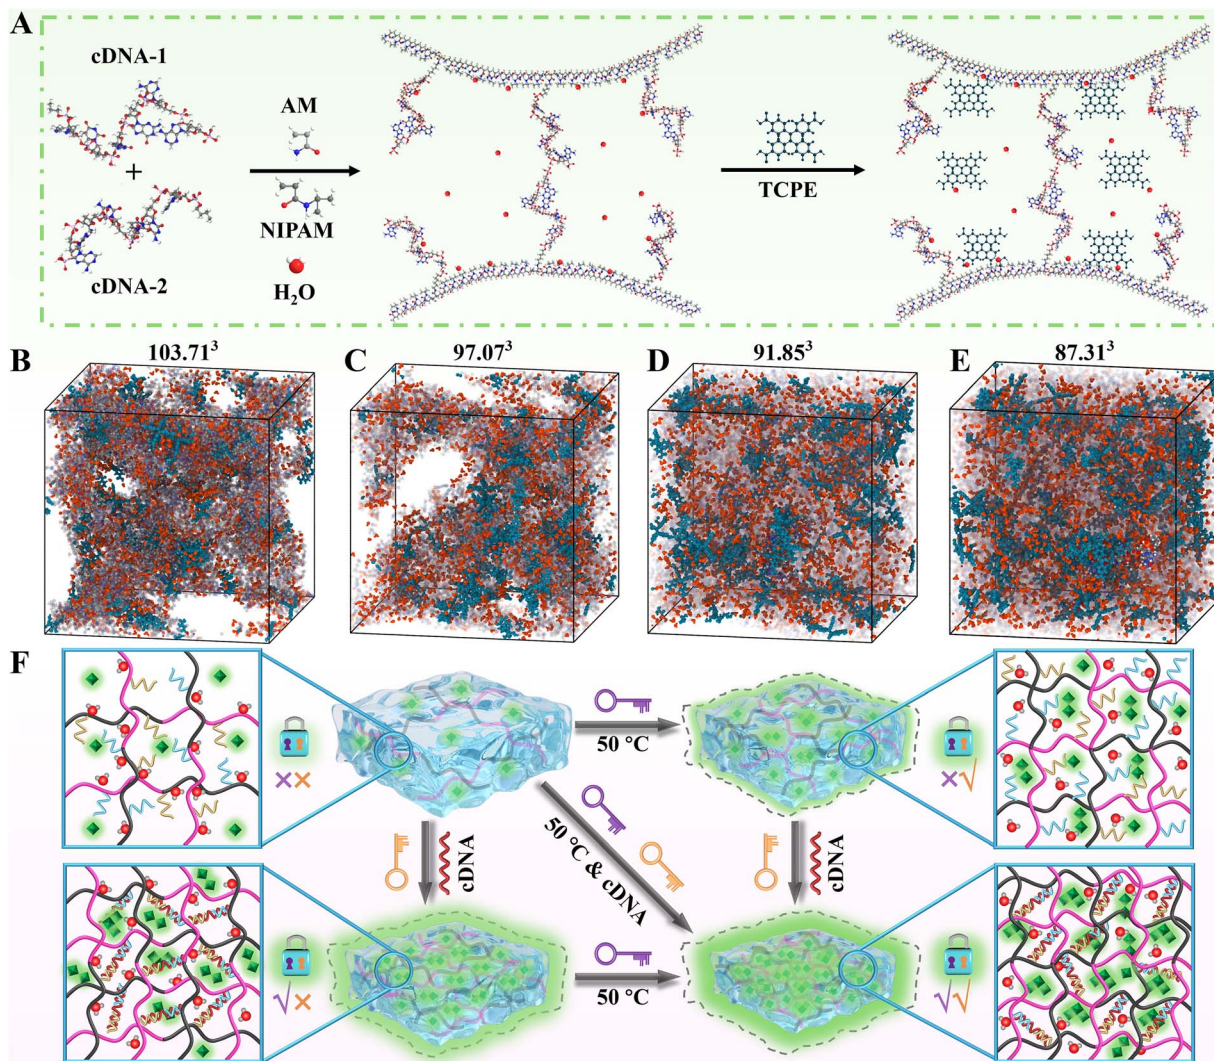 A
cDNA-1
+
cDNA-2
AM
NIPAM
H₂O
TCPE
B
103.71³
C
97.07³
D
91.85³
E
87.31³
F
××
50 °C
×√
cDNA
50 °C & cDNA
cDNA
√×
50 °C
√√